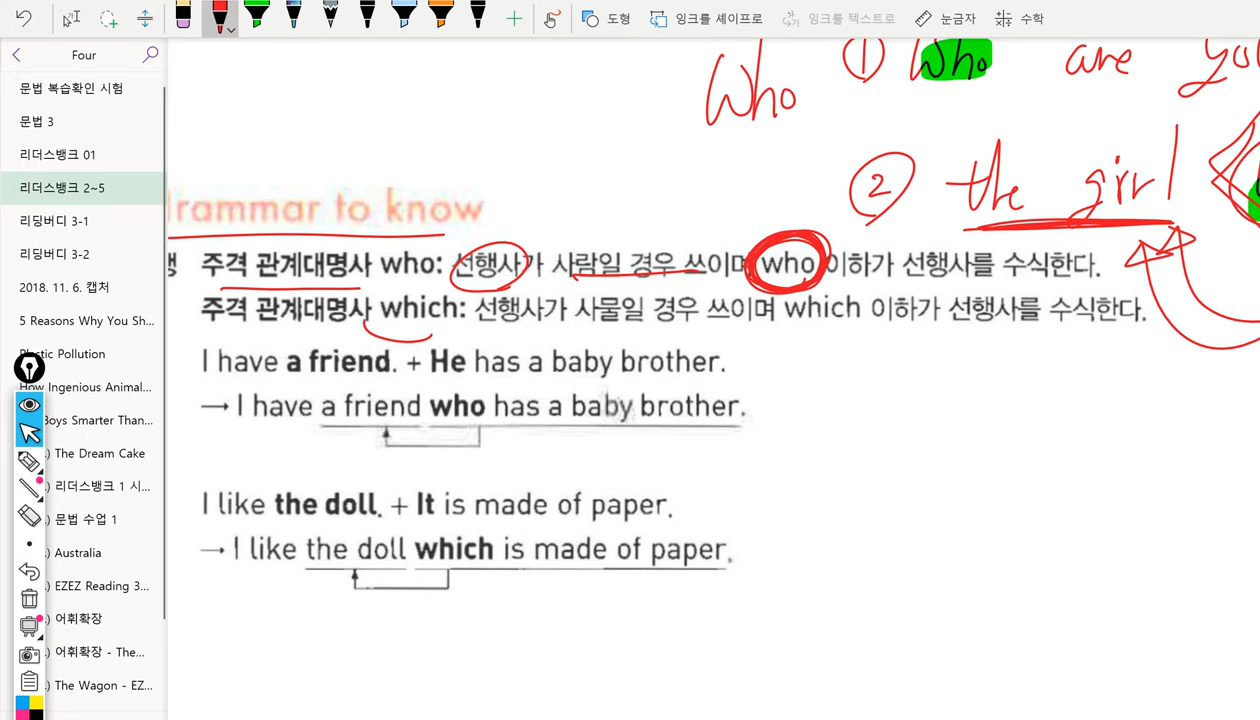 도형
잉크를 셰이프로
잉크를 텍스트로
눈금자
수학
Four
문법 복습확인 시험
문법 3
리더스뱅크 01
리더스뱅크 2~5
리딩버디 3-1
리딩버디 3-2
2018. 11. 6. 캡처
5 Reasons Why You Sh...
Plastic Pollution
How Ingenious Animal...
Boys Smarter Than...
.) The Dream Cake
.) 리더스뱅크 1 시...
.) 문법 수업 1
.) Australia
.) EZEZ Reading 3...
.) 어휘확장
.) 어휘확장 - The...
.) The Wagon - EZ...
Who
① Who are you
② the girl
Grammar to know
주격 관계대명사 who: 선행사가 사람일 경우 쓰이며 who 이하가 선행사를 수식한다.
주격 관계대명사 which: 선행사가 사물일 경우 쓰이며 which 이하가 선행사를 수식한다.
I have a friend. + He has a baby brother.
→ I have a friend who has a baby brother.
I like the doll. + It is made of paper.
→ I like the doll which is made of paper.